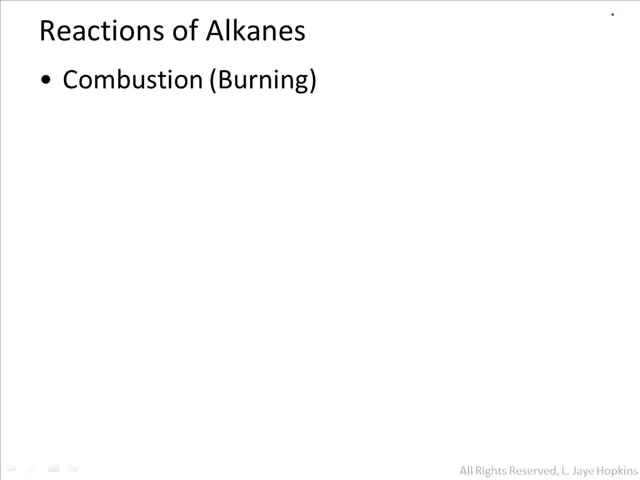 Reactions of Alkanes
• Combustion (Burning)
All Rights Reserved, L. Jaye Hopkins